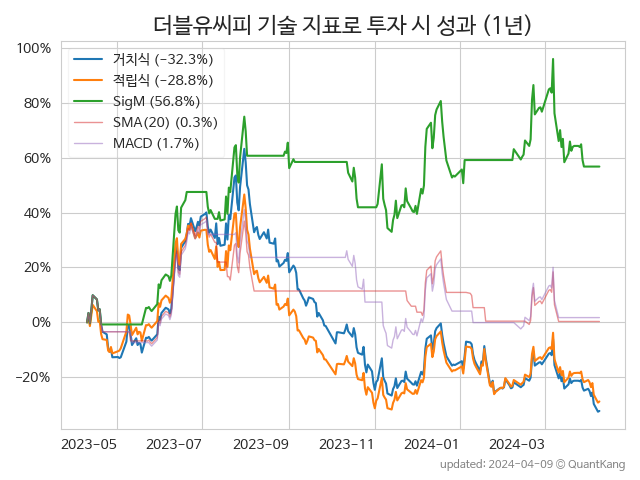 더블유씨피 기술 지표로 투자 시 성과 (1년)
100%
80%
60%
40%
20%
0%
−20%
거치식 (−32.3%)
적립식 (−28.8%)
SigM (56.8%)
SMA(20) (0.3%)
MACD (1.7%)
2023-05
2023-07
2023-09
2023-11
2024-01
2024-03
updated: 2024-04-09 © QuantKang